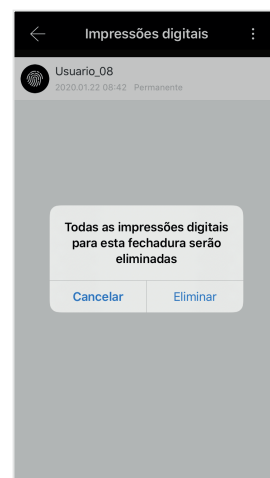 Impressões digitais
Usuario_08
2020.01.22 08:42 Permanente
Todas as impressões digitais
para esta fechadura serão
eliminadas
Cancelar
Eliminar